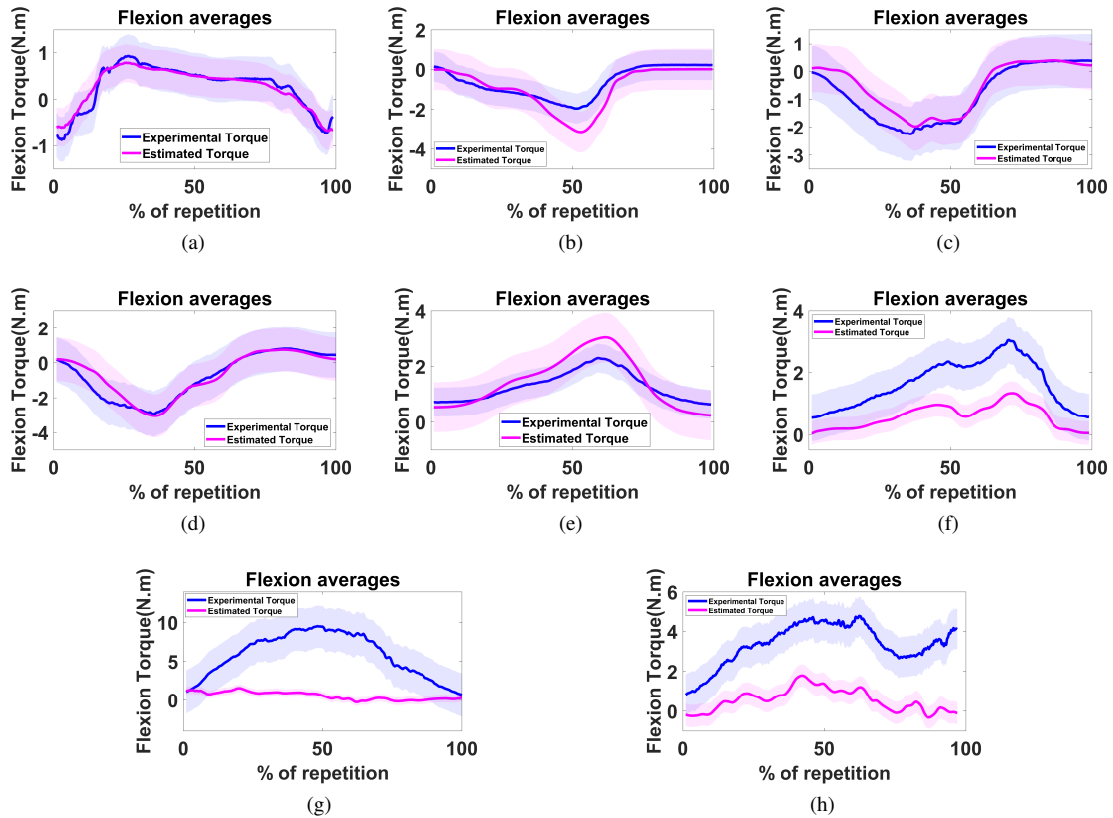 Flexion averages
Flexion Torque(N.m)
1
0
-1
Experimental Torque
Estimated Torque
0
50
100
% of repetition
(a)
Flexion averages
Flexion Torque(N.m)
2
0
-2
-4
Experimental Torque
Estimated Torque
0
50
100
% of repetition
(b)
Flexion averages
Flexion Torque(N.m)
1
0
-1
-2
-3
Experimental Torque
Estimated Torque
0
50
100
% of repetition
(c)
Flexion averages
Flexion Torque(N.m)
2
0
-2
-4
Experimental Torque
Estimated Torque
0
50
100
% of repetition
(d)
Flexion averages
Flexion Torque(N.m)
4
2
0
Experimental Torque
Estimated Torque
0
50
100
% of repetition
(e)
Flexion averages
Flexion Torque(N.m)
4
2
0
Experimental Torque
Estimated Torque
0
50
100
% of repetition
(f)
Flexion averages
Flexion Torque(N.m)
10
5
0
Experimental Torque
Estimated Torque
0
50
100
% of repetition
(g)
Flexion averages
Flexion Torque(N.m)
6
4
2
0
Experimental Torque
Estimated Torque
0
50
100
% of repetition
(h)